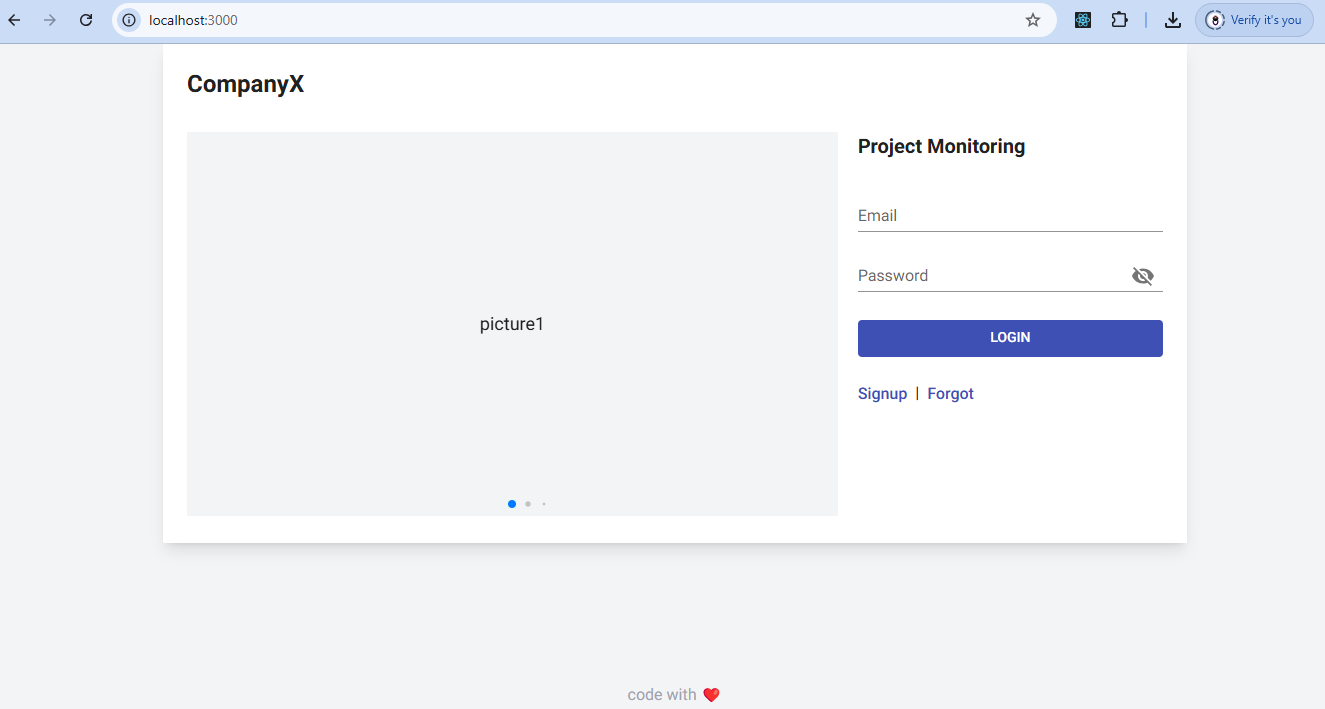 localhost:3000
Verify it's you
CompanyX
picture1
Project Monitoring
Email
Password
LOGIN
Signup | Forgot
code with ❤️